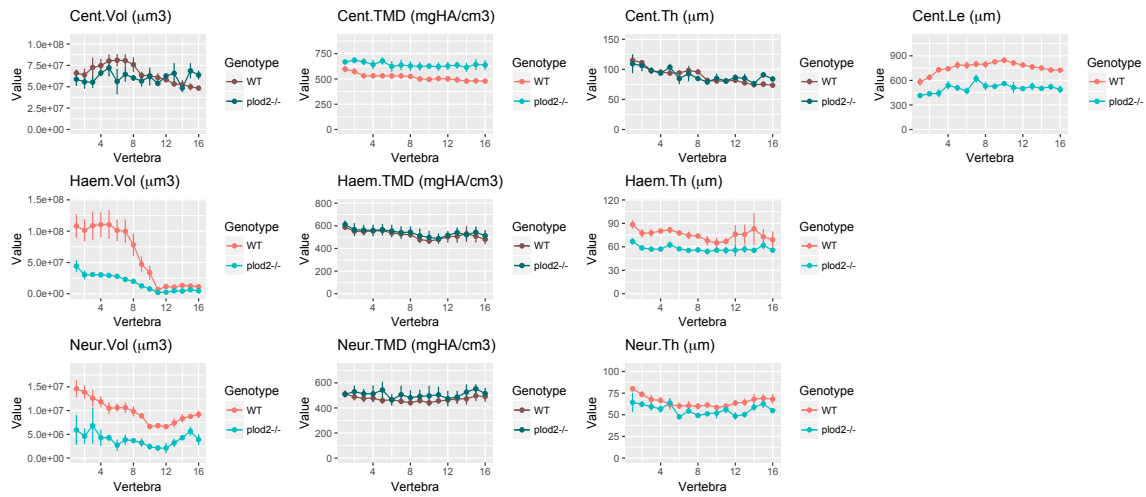 Cent.Vol (μm3)
Value
1.0e+08
7.5e+07
5.0e+07
2.5e+07
0.0e+00
4 8 12 16
Vertebra
Genotype
WT
plod2-/-
Cent.TMD (mgHA/cm3)
Value
750
500
250
0
4 8 12 16
Vertebra
Genotype
WT
plod2-/-
Cent.Th (μm)
Value
150
100
50
0
4 8 12 16
Vertebra
Genotype
WT
plod2-/-
Cent.Le (μm)
Value
900
600
300
0
4 8 12 16
Vertebra
Genotype
WT
plod2-/-
Haem.Vol (μm3)
Value
1.5e+08
1.0e+08
5.0e+07
0.0e+00
4 8 12 16
Vertebra
Genotype
WT
plod2-/-
Haem.TMD (mgHA/cm3)
Value
800
600
400
200
0
4 8 12 16
Vertebra
Genotype
WT
plod2-/-
Haem.Th (μm)
Value
120
90
60
30
0
4 8 12 16
Vertebra
Genotype
WT
plod2-/-
Neur.Vol (μm3)
Value
1.5e+07
1.0e+07
5.0e+06
0.0e+00
4 8 12 16
Vertebra
Genotype
WT
plod2-/-
Neur.TMD (mgHA/cm3)
Value
600
400
200
0
4 8 12 16
Vertebra
Genotype
WT
plod2-/-
Neur.Th (μm)
Value
100
75
50
25
0
4 8 12 16
Vertebra
Genotype
WT
plod2-/-